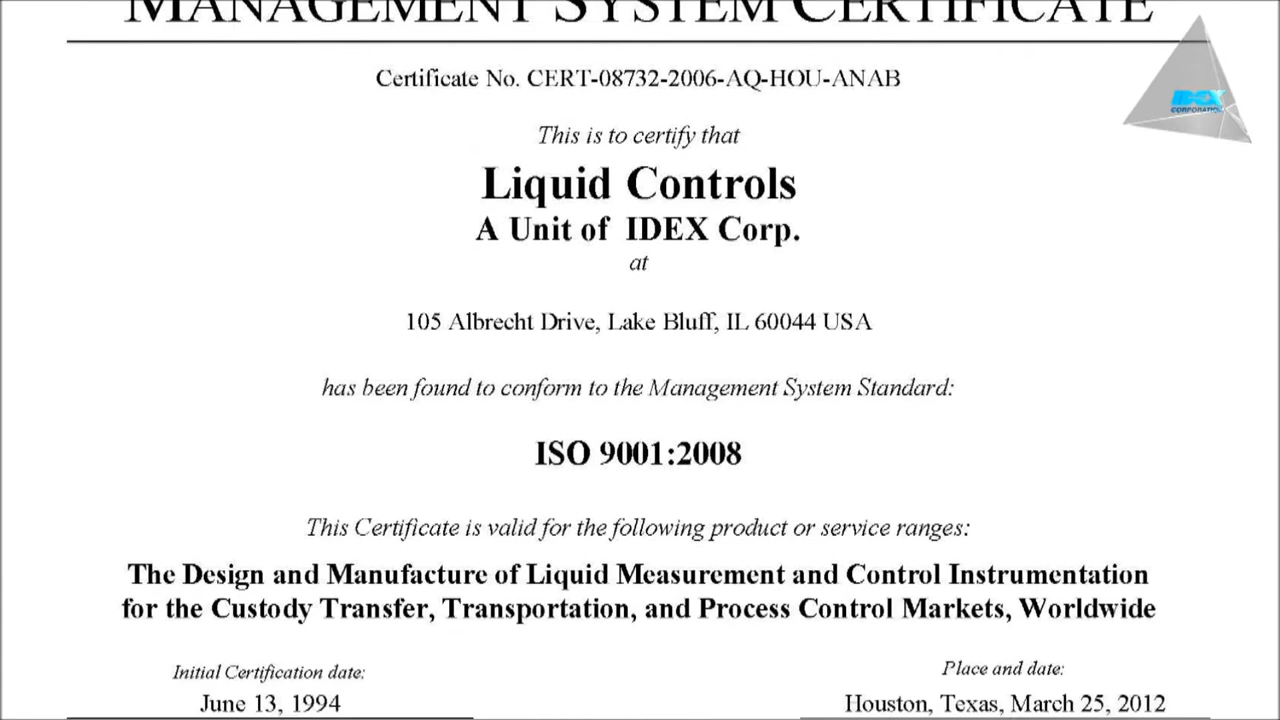 MANAGEMENT SYSTEM CERTIFICATE
Certificate No. CERT-08732-2006-AQ-HOU-ANAB
IDEX
CORPORATION
This is to certify that
Liquid Controls
A Unit of IDEX Corp.
at
105 Albrecht Drive, Lake Bluff, IL 60044 USA
has been found to conform to the Management System Standard:
ISO 9001:2008
This Certificate is valid for the following product or service ranges:
The Design and Manufacture of Liquid Measurement and Control Instrumentation
for the Custody Transfer, Transportation, and Process Control Markets, Worldwide
Initial Certification date:
June 13, 1994
Place and date:
Houston, Texas, March 25, 2012